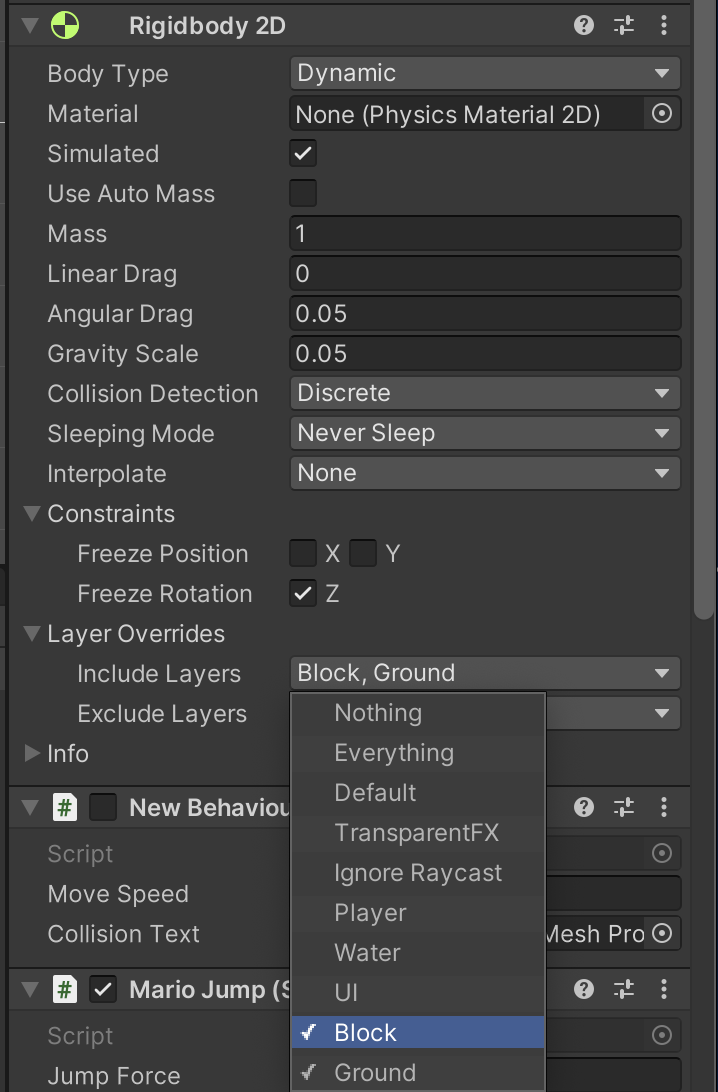 Rigidbody 2D
Body Type Dynamic
Material None (Physics Material 2D)
Simulated
Use Auto Mass
Mass 1
Linear Drag 0
Angular Drag 0.05
Gravity Scale 0.05
Collision Detection Discrete
Sleeping Mode Never Sleep
Interpolate None
Constraints
Freeze Position X Y
Freeze Rotation Z
Layer Overrides
Include Layers Block, Ground
Exclude Layers
Info
Nothing
Everything
Default
TransparentFX
Ignore Raycast
Player
Water
UI
Block
Ground
# New Behaviou
Script
Move Speed
Collision Text Mesh Pro
# Mario Jump (S
Script
Jump Force